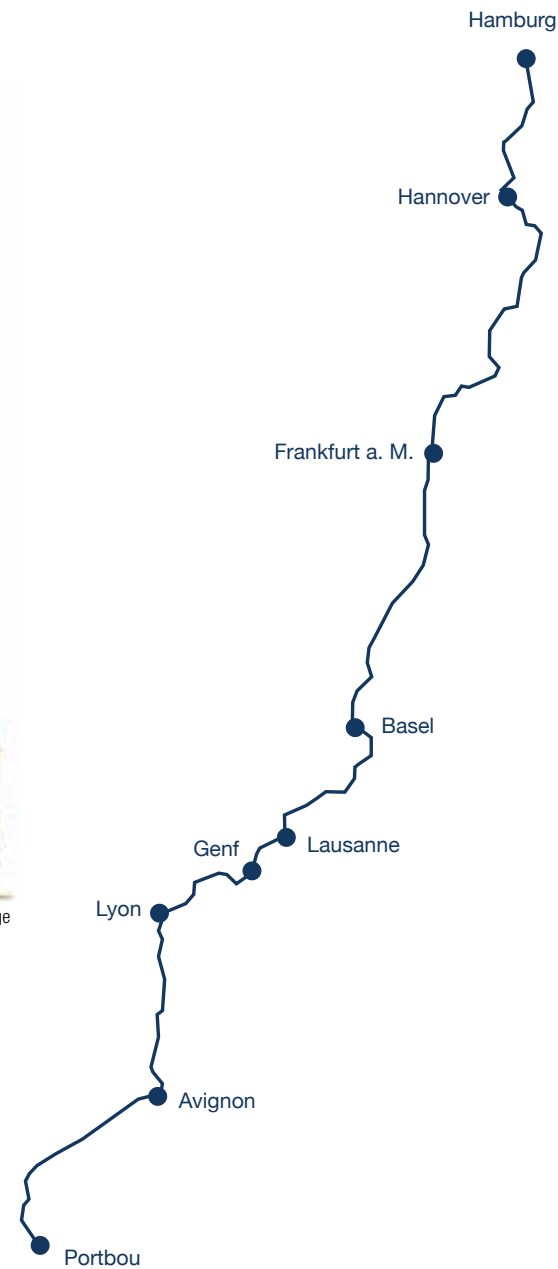 Hamburg
Hannover
Frankfurt a. M.
Basel
Lausanne
Genf
Lyon
Avignon
Portbou